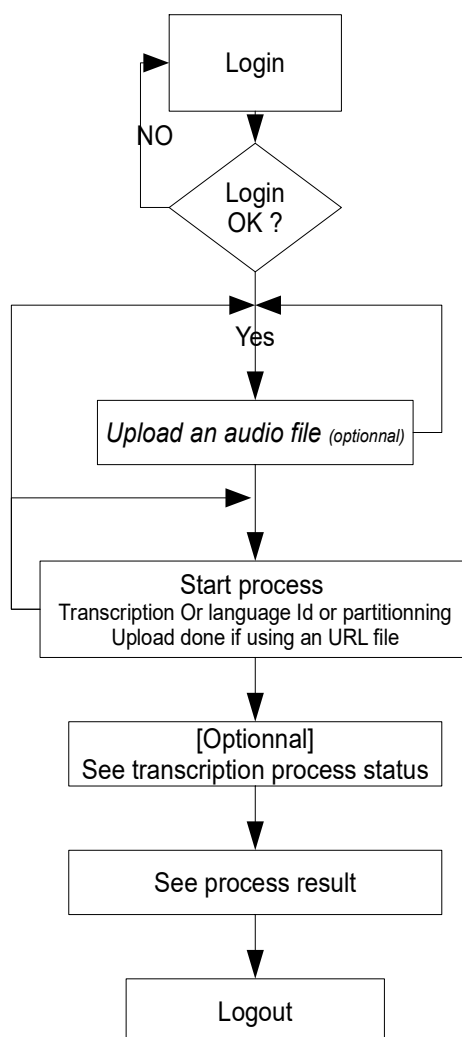 Login
NO
Login
OK ?
Yes
Upload an audio file (optionnal)
Start process
Transcription Or language Id or partitionning
Upload done if using an URL file
[Optionnal]
See transcription process status
See process result
Logout